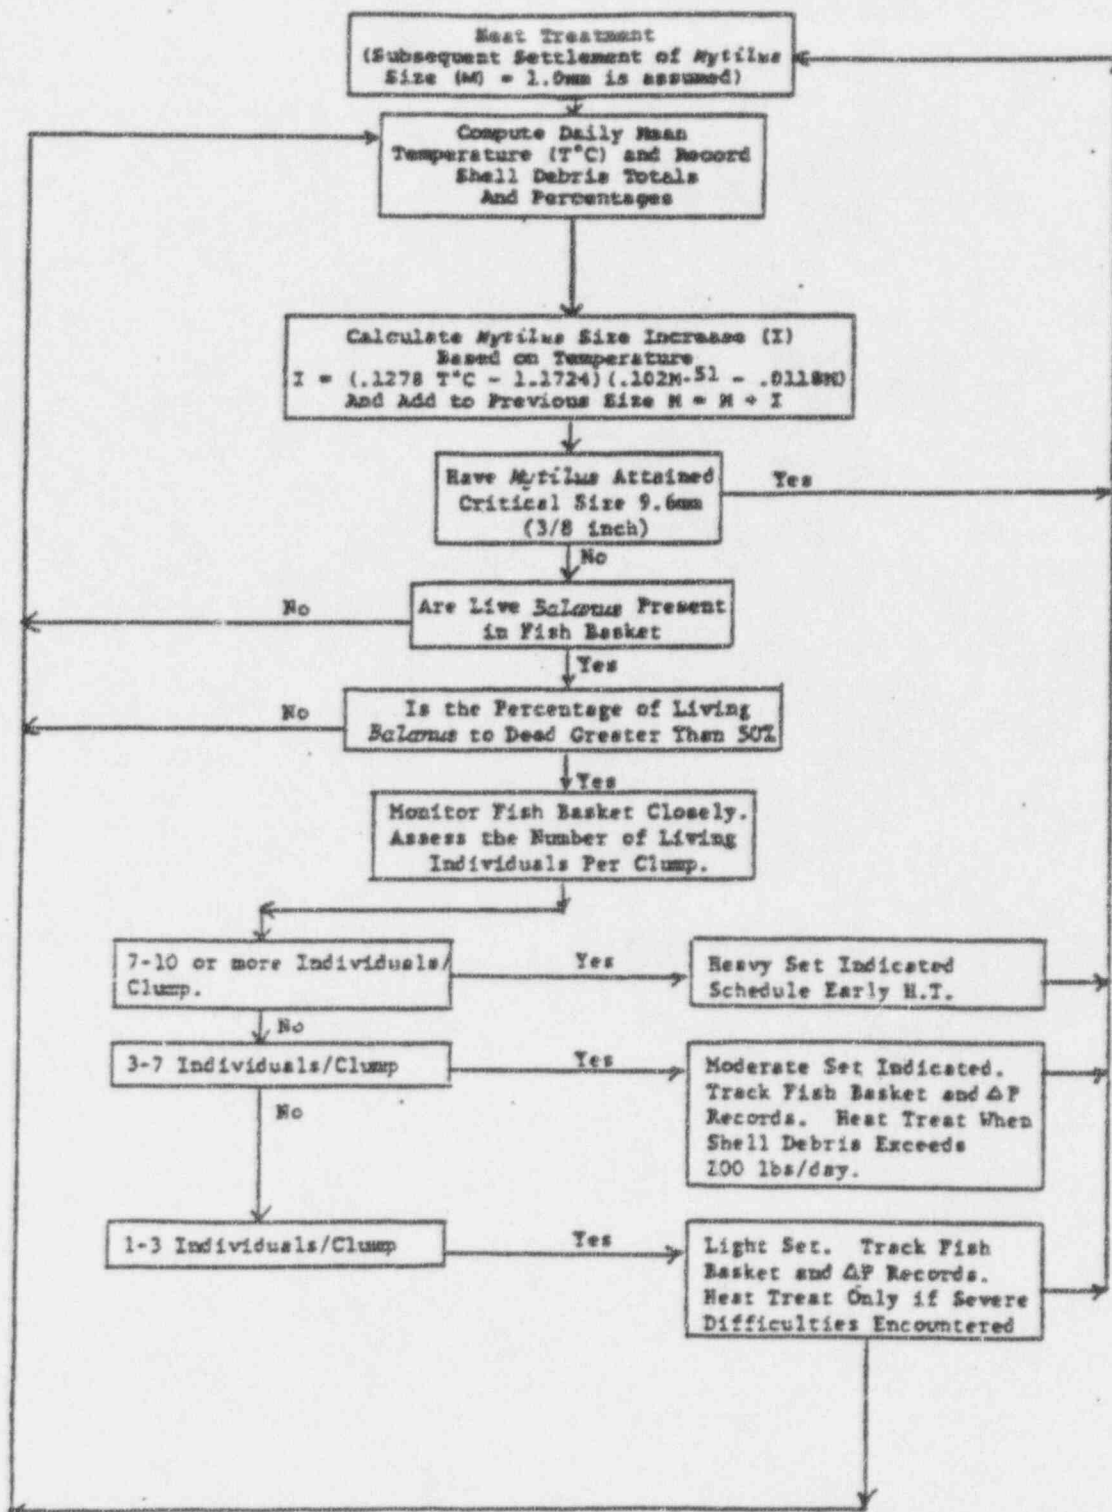 Heat Treatment
(Subsequent Settlement of Mytilus
Size (M) = 1.0mm is assumed)
Compute Daily Mean
Temperature (T°C) and Record
Shell Debris Totals
And Percentages
Calculate Mytilus Size Increase (I)
Based on Temperature
I = (.1278 T°C - 1.1724)(.102M.51 - .0118M)
And Add to Previous Size M = M + I
Have Mytilus Attained
Critical Size 9.6mm
(3/8 inch)
Yes
No
Are Live Balanus Present
in Fish Basket
No
Yes
Is the Percentage of Living
Balanus to Dead Greater Than 50%
No
Yes
Monitor Fish Basket Closely.
Assess the Number of Living
Individuals Per Clump.
7-10 or more Individuals/
Clump.
Yes
Heavy Set Indicated
Schedule Early H.T.
No
3-7 Individuals/Clump
Yes
Moderate Set Indicated.
Track Fish Basket and ΔP
Records. Heat Treat When
Shell Debris Exceeds
lbs/day.
No
1-3 Individuals/Clump
Yes
Light Set. Track Fish
Basket and ΔP Records.
Heat Treat Only if Severe
Difficulties Encountered